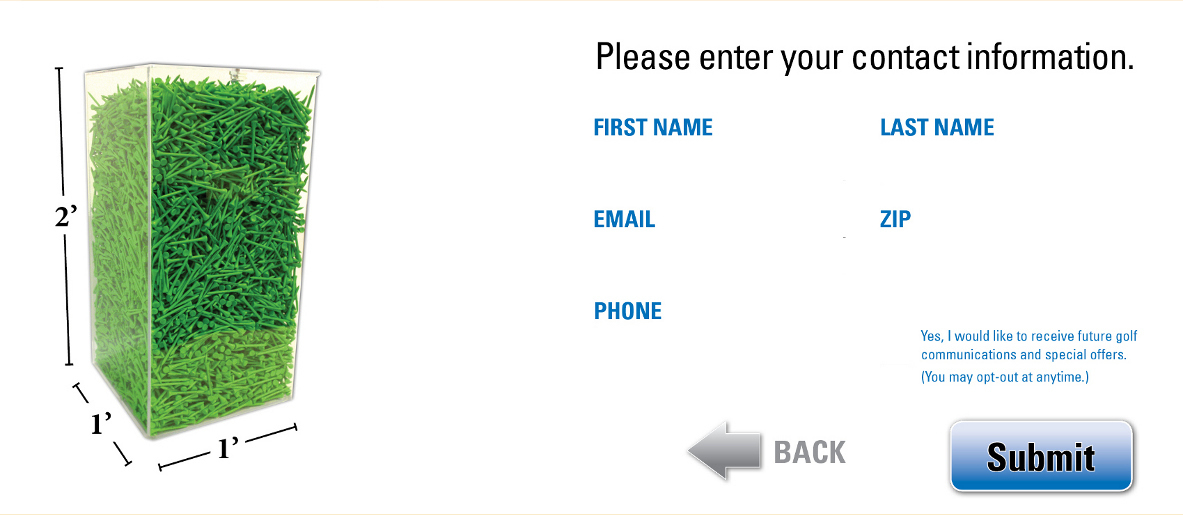 Please enter your contact information.
FIRST NAME
LAST NAME
2’
EMAIL
ZIP
PHONE
Yes, I would like to receive future golf
communications and special offers.
(You may opt-out at anytime.)
1’
1’
BACK
Submit